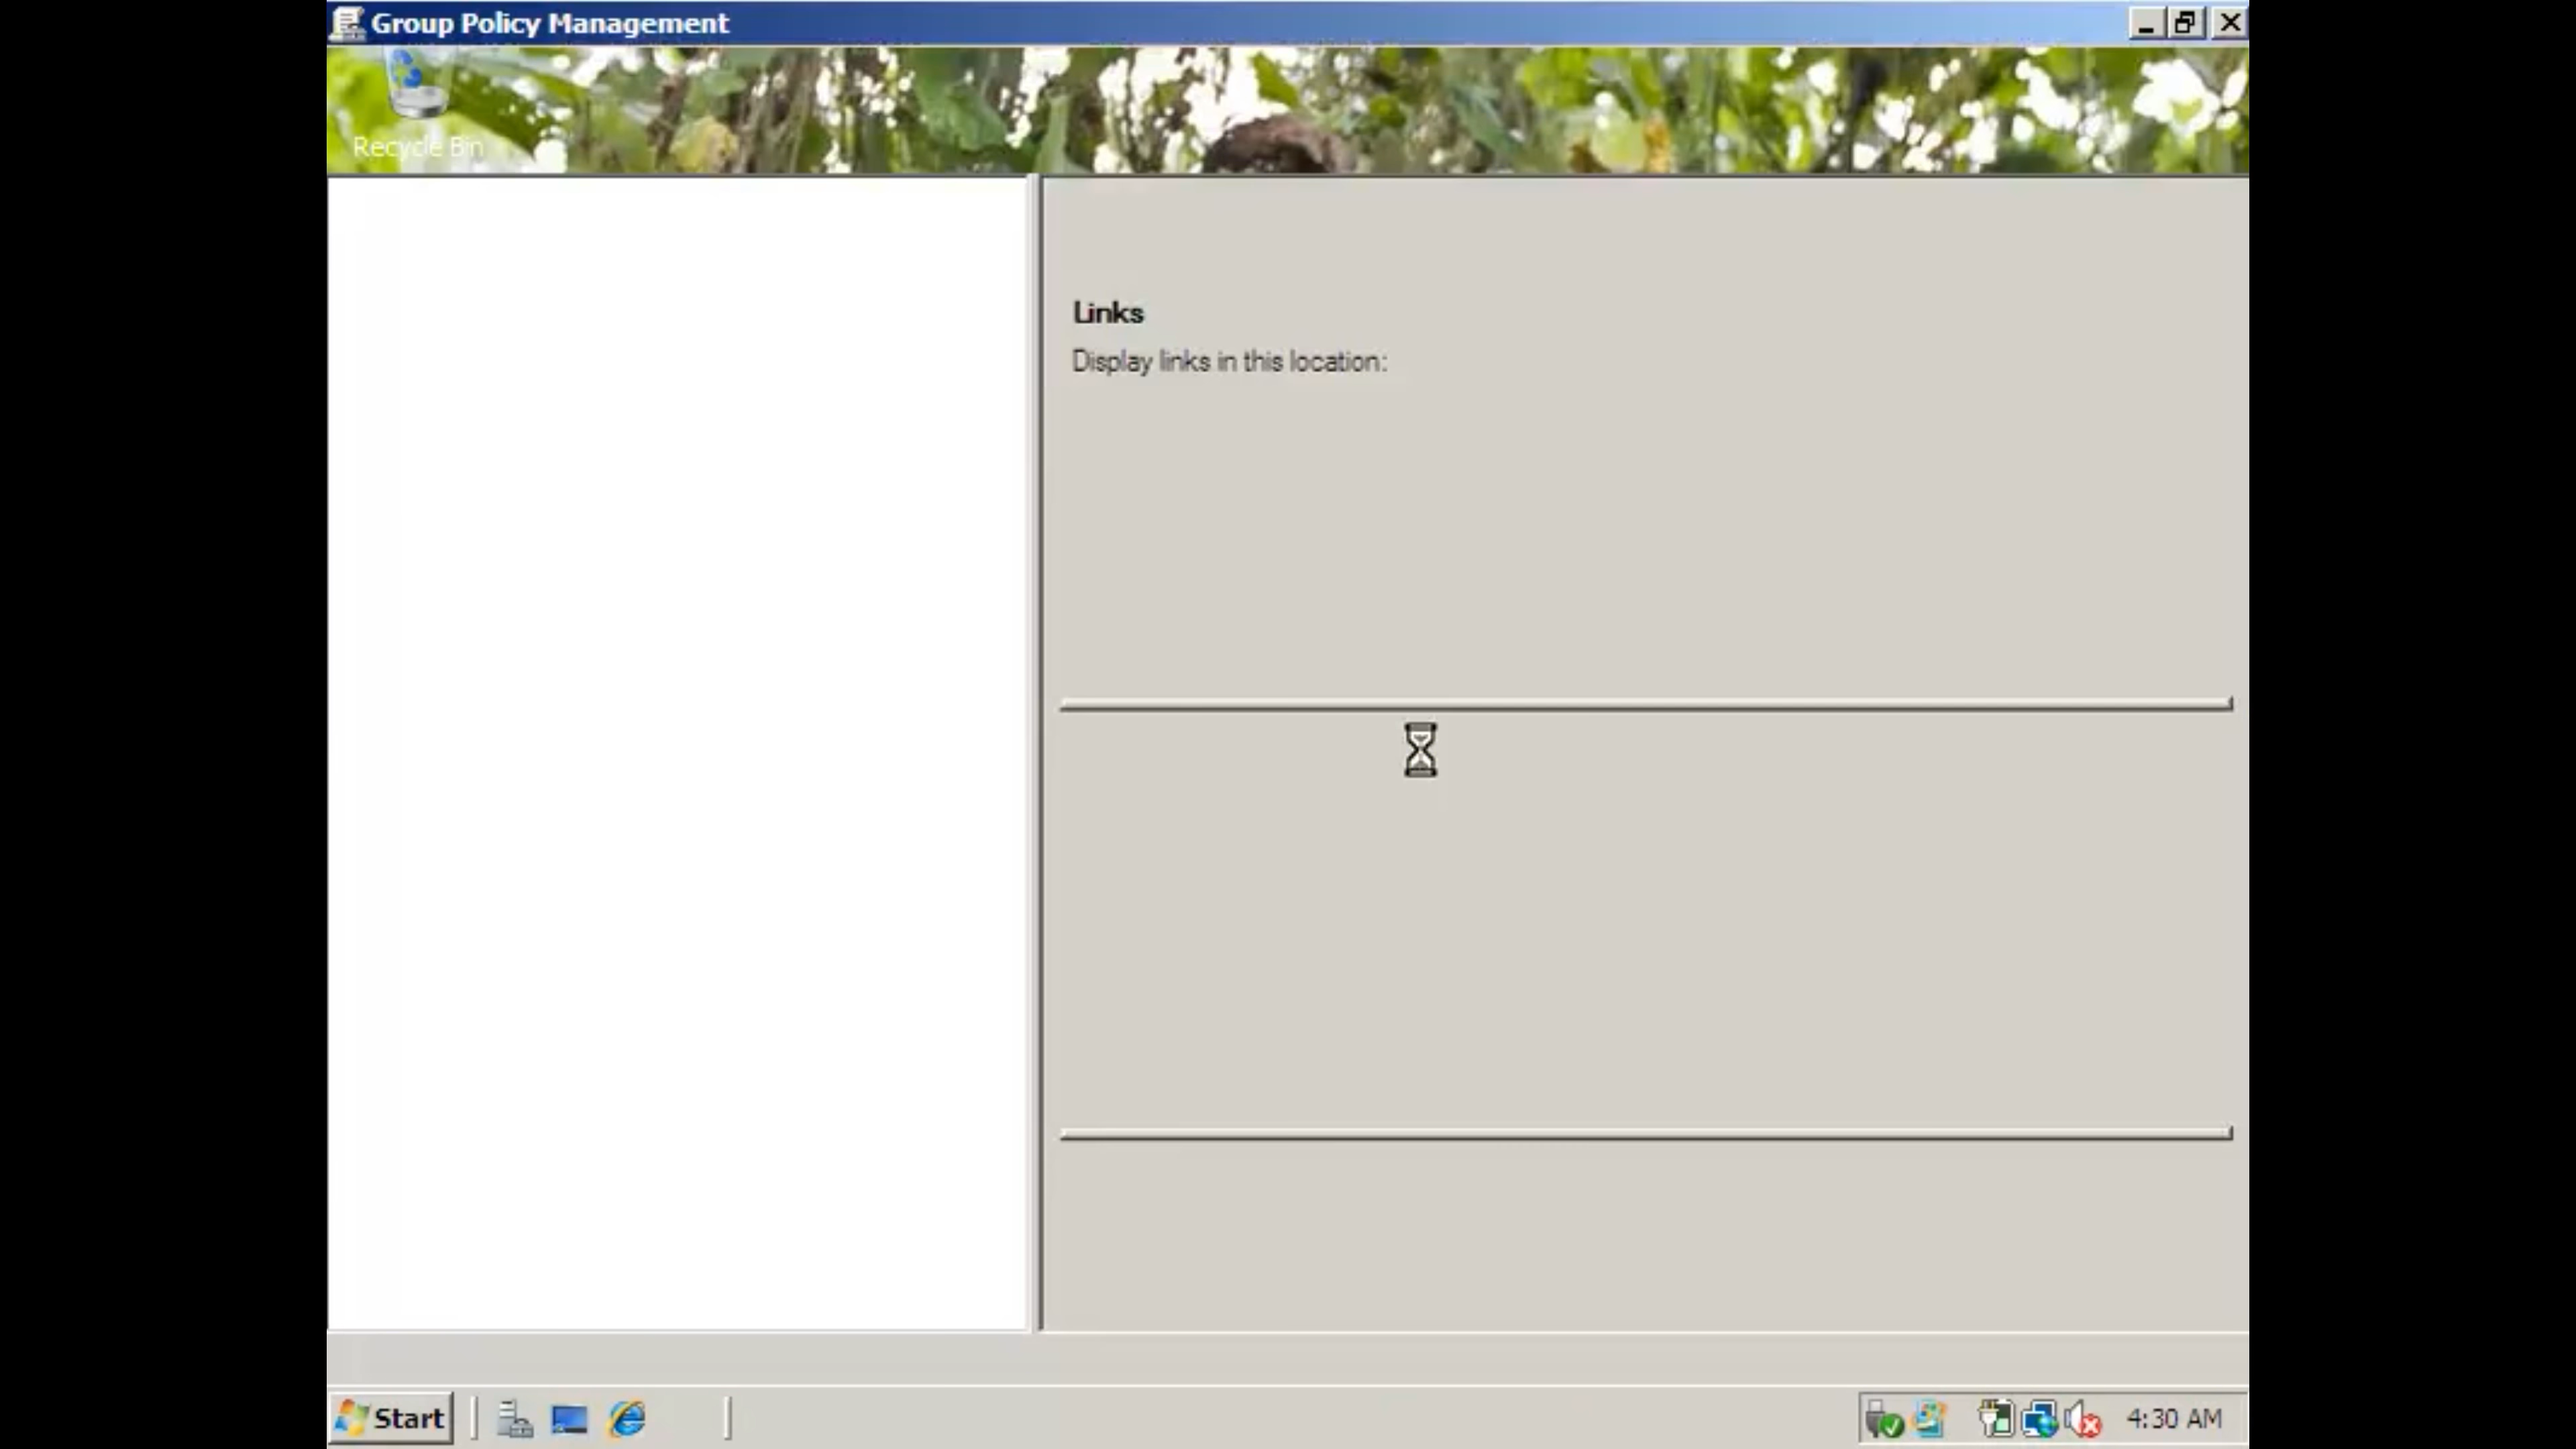 Group Policy Management
Recycle Bin
Links
Display links in this location:
Start
4:30 AM